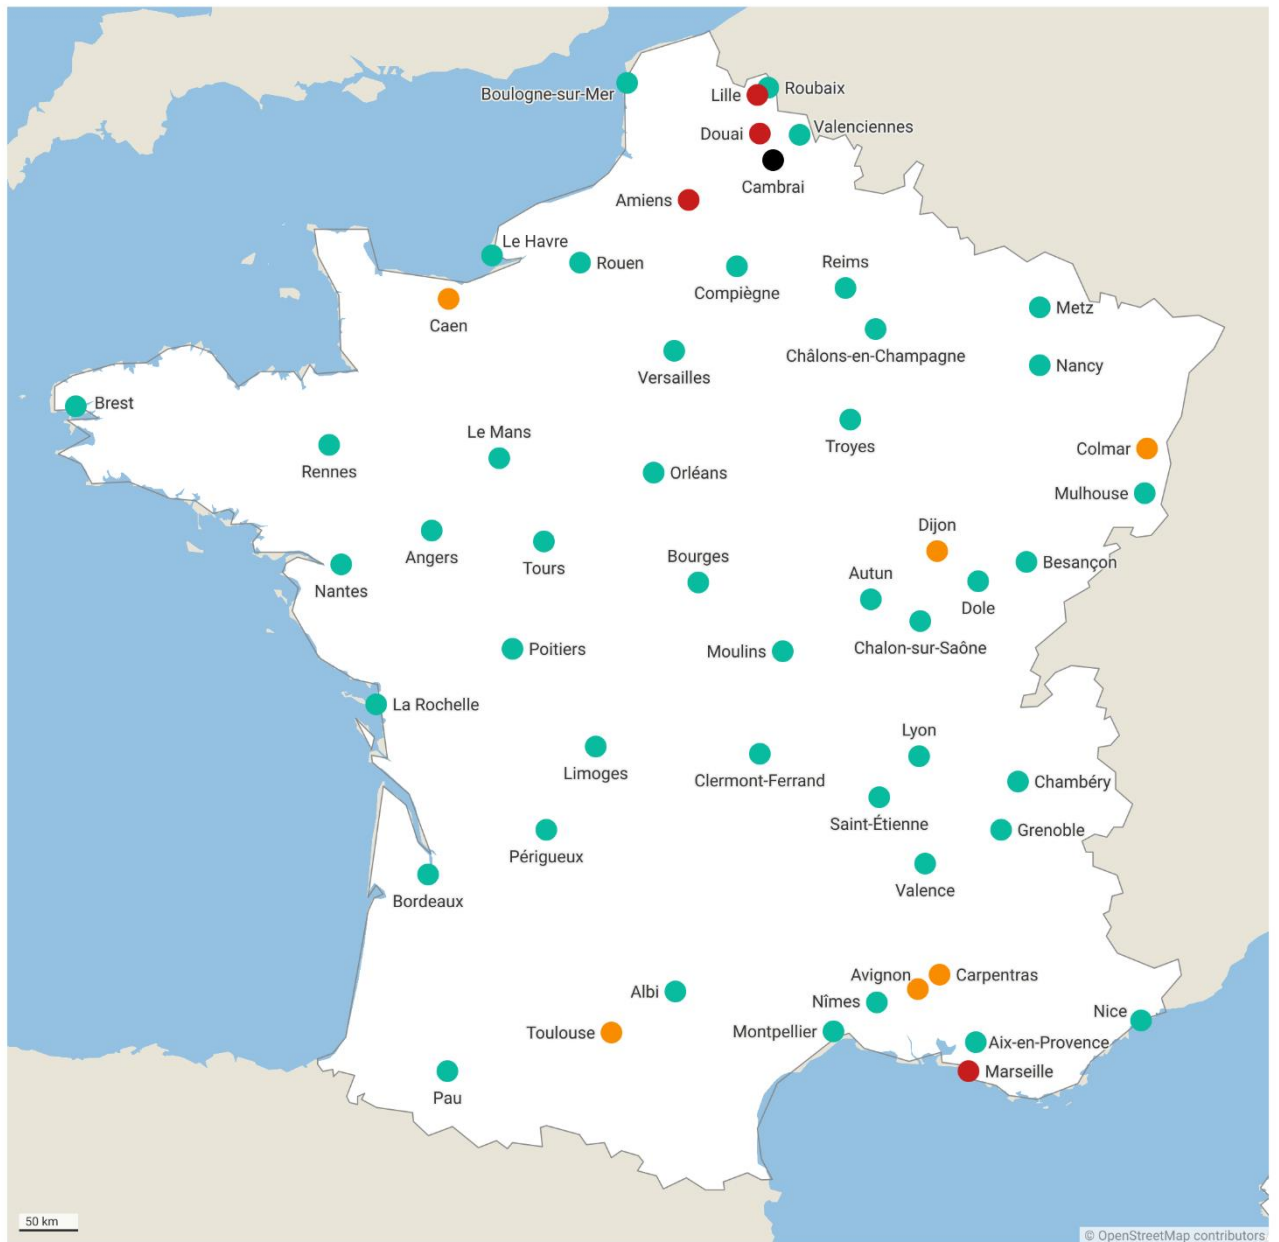 Boulogne-sur-Mer
Lille
Roubaix
Douai
Valenciennes
Cambrai
Amiens
Le Havre
Rouen
Compiègne
Reims
Metz
Caen
Châlons-en-Champagne
Versailles
Nancy
Brest
Le Mans
Troyes
Colmar
Rennes
Orléans
Mulhouse
Dijon
Angers
Tours
Bourges
Besançon
Nantes
Autun
Dole
Poitiers
Moulins
Chalon-sur-Saône
La Rochelle
Lyon
Limoges
Clermont-Ferrand
Chambéry
Saint-Étienne
Grenoble
Périgueux
Valence
Bordeaux
Avignon
Carpentras
Albi
Nîmes
Nice
Toulouse
Montpellier
Aix-en-Provence
Marseille
Pau
50 km
© OpenStreetMap contributors